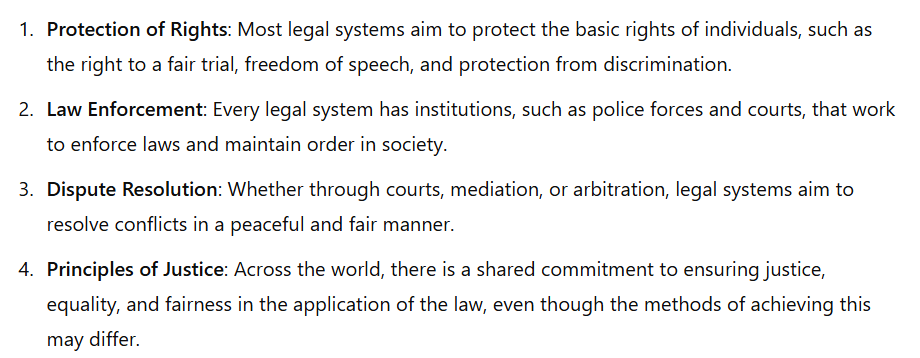 1. Protection of Rights: Most legal systems aim to protect the basic rights of individuals, such as
the right to a fair trial, freedom of speech, and protection from discrimination.
2. Law Enforcement: Every legal system has institutions, such as police forces and courts, that work
to enforce laws and maintain order in society.
3. Dispute Resolution: Whether through courts, mediation, or arbitration, legal systems aim to
resolve conflicts in a peaceful and fair manner.
4. Principles of Justice: Across the world, there is a shared commitment to ensuring justice,
equality, and fairness in the application of the law, even though the methods of achieving this
may differ.